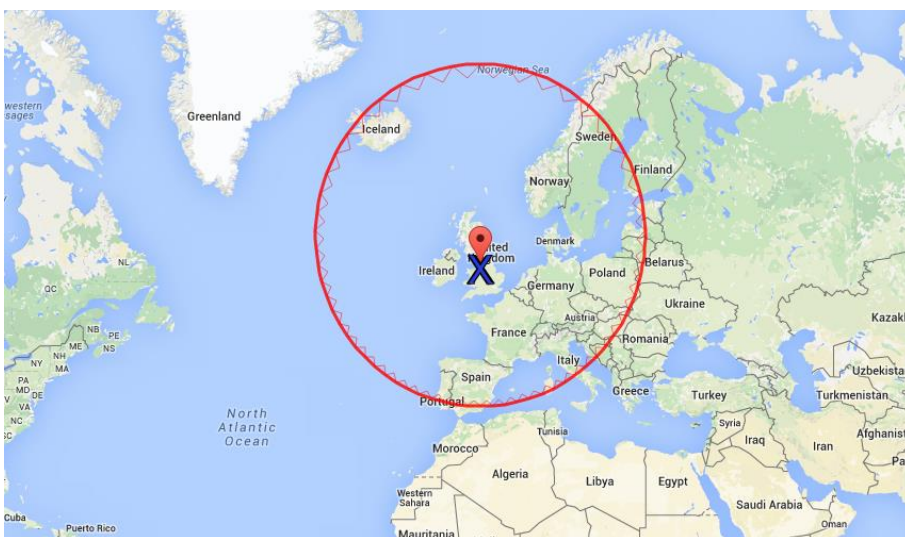 Norwegian Sea
western
ssages
Greenland
Iceland
Sweden
Finland
Norway
United
Kingdom
Denmark
Ireland
Belarus
Poland
Germany
NL
QC
Ukraine
Austria
France
Kazak
NB
PE
ME
NS
Romania
NY
NH
MA
Italy
Spain
Uzbekista
PA
MD
DE
V
VA
Portugal
Greece
Turkey
Turkmenistan
NC
SC
North
Atlantic
Ocean
Tunisia
Syria
Iraq
Iran
Afghanist
Morocco
Pa
Algeria
Libya
Egypt
Western
Sahara
Saudi Arabia
Cuba
Puerto Rico
Oman
Mauritania